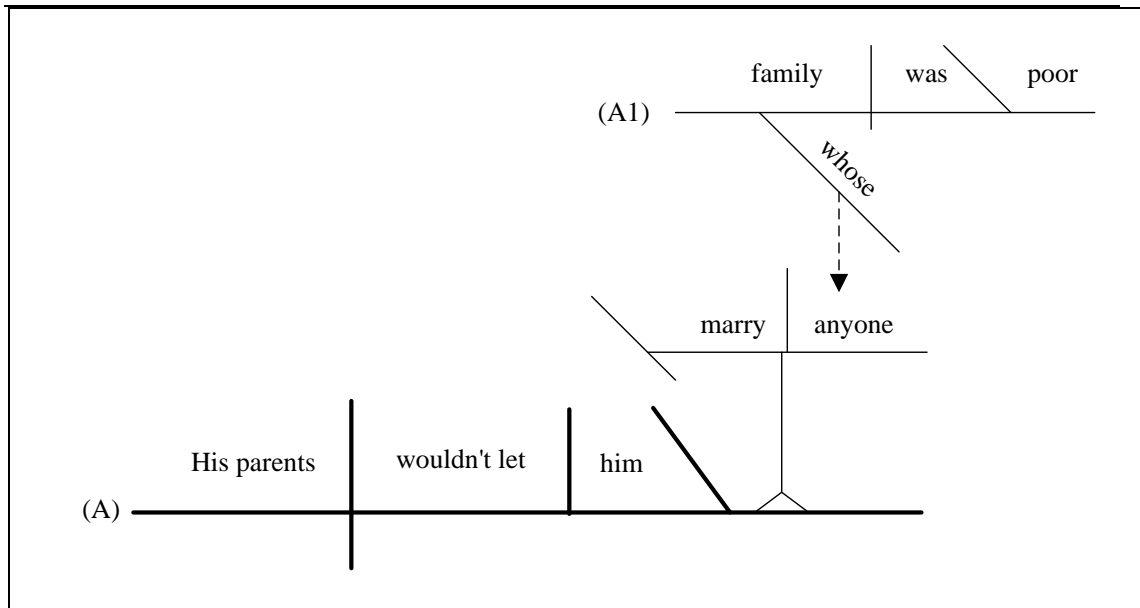 family was poor
(A1)
whose
marry anyone
His parents wouldn't let him
(A)